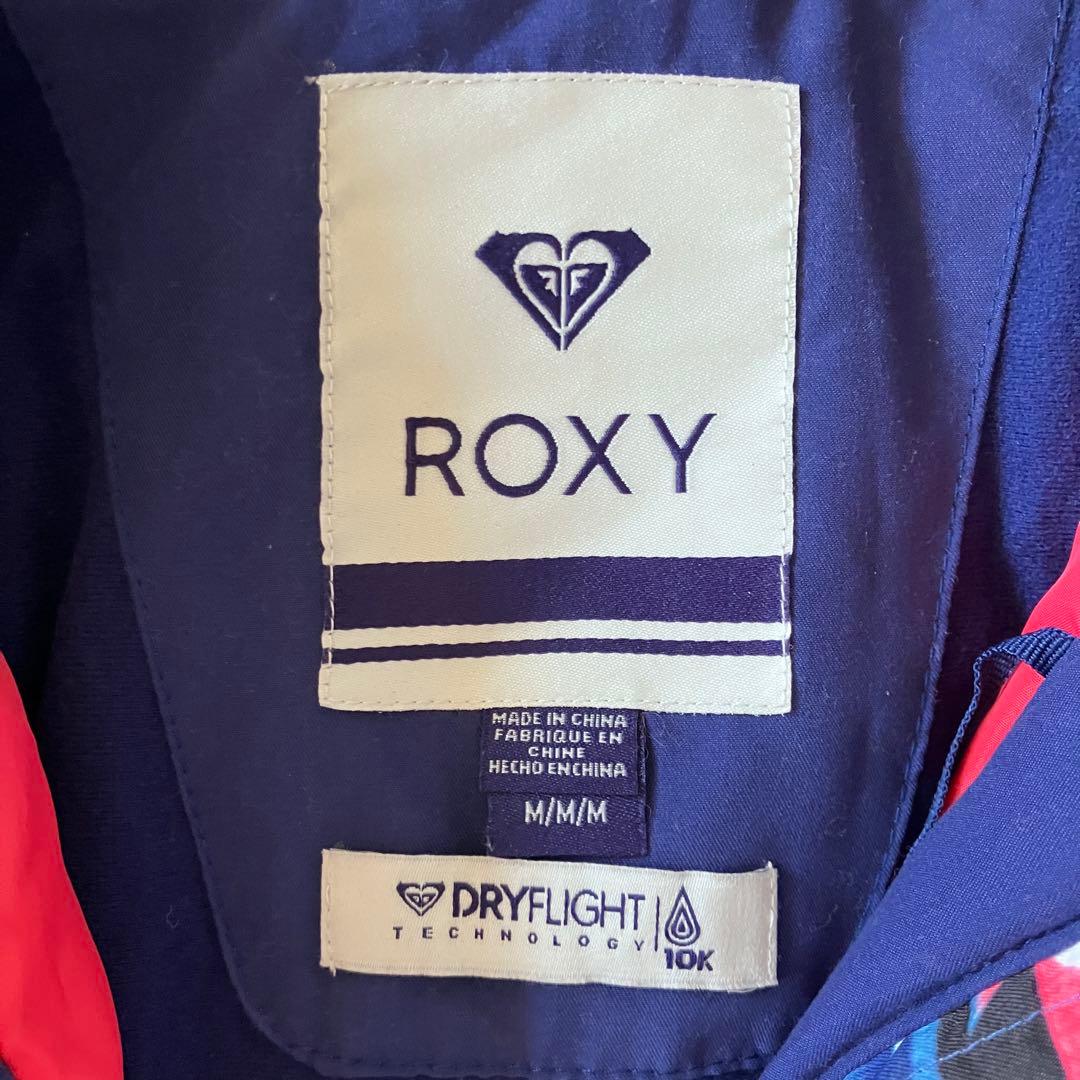 ROXY
MADE IN CHINA
FABRIQUE EN
CHINE
HECHO EN CHINA
M/M/M
DRYFLIGHT
TECHNOLOGY
10K